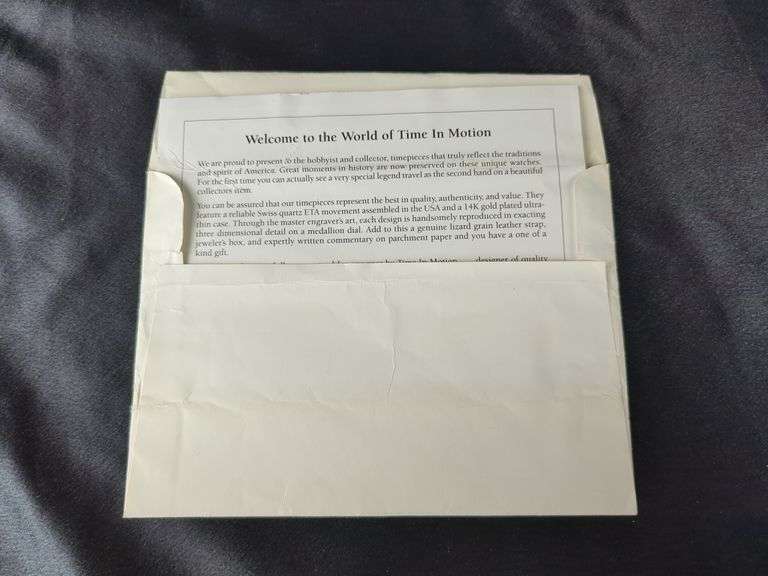 Welcome to the World of Time In Motion
We are proud to present to the hobbyist and collector, timepieces that truly reflect the traditions
and spirit of America. Great moments in history are now preserved on these unique watches.
For the first time you can actually see a very special legend travel as the second hand on a beautiful
collectors item.
You can be assured that our timepieces represent the best in quality, authenticity, and value. They
feature a reliable Swiss quartz ETA movement assembled in the USA and a 14K gold plated ultra-
thin case. Through the master engraver's art, each design is handsomely reproduced in exacting
three dimensional detail on a medallion dial. Add to this a genuine lizard grain leather strap,
jeweler's box, and expertly written commentary on parchment paper and you have a one of a
kind gift.
by Time In Motion designer of quality